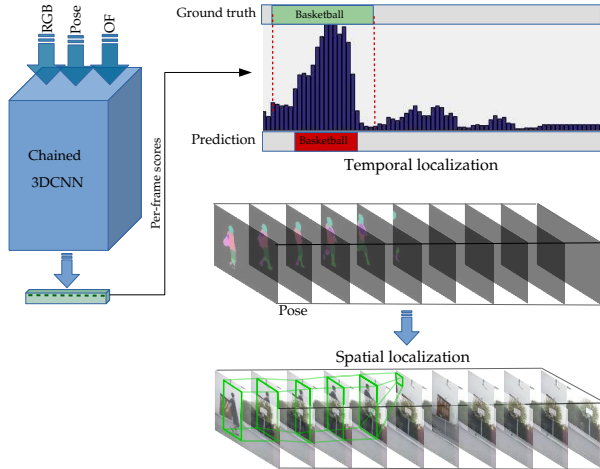 RGB
Pose
OF
Chained
3DCNN
Per-frame scores
Ground truth
Basketball
Prediction
Basketball
Temporal localization
Pose
Spatial localization